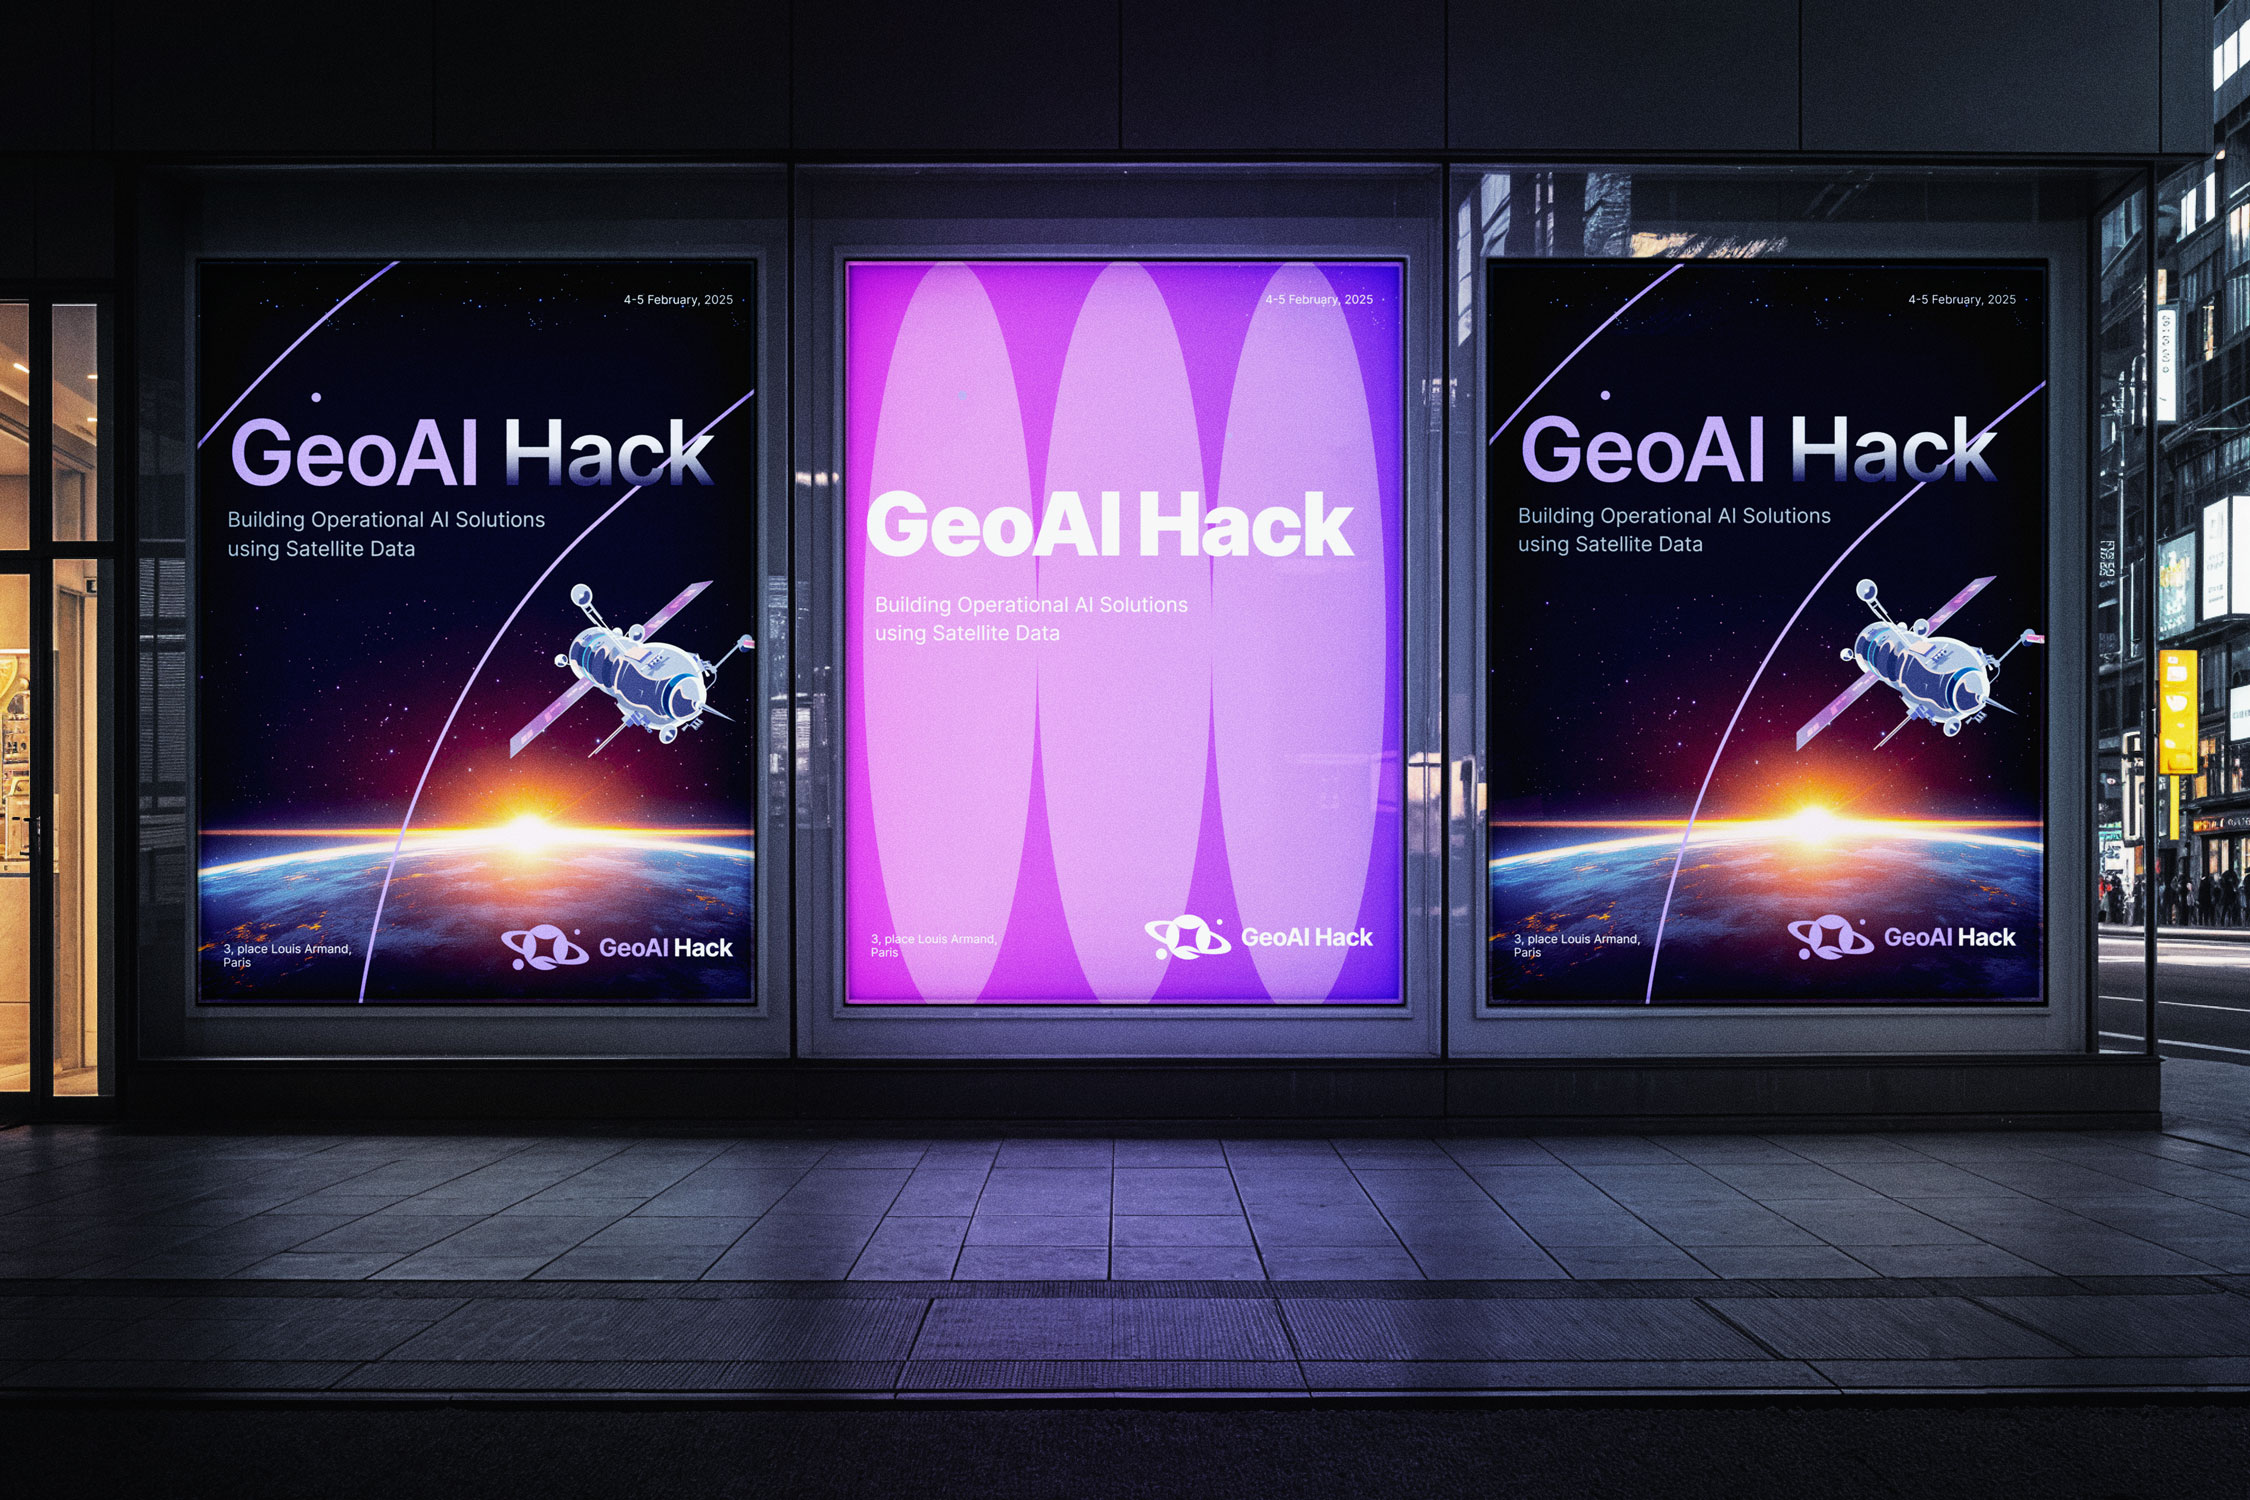 4-5 February, 2025
GeoAI Hack
Building Operational AI Solutions
using Satellite Data
3, place Louis Armand,
Paris
GeoAI Hack
4-5 February, 2025
GeoAI Hack
Building Operational AI Solutions
using Satellite Data
3, place Louis Armand,
Paris
GeoAI Hack
4-5 February, 2025
GeoAI Hack
Building Operational AI Solutions
using Satellite Data
3, place Louis Armand,
Paris
GeoAI Hack